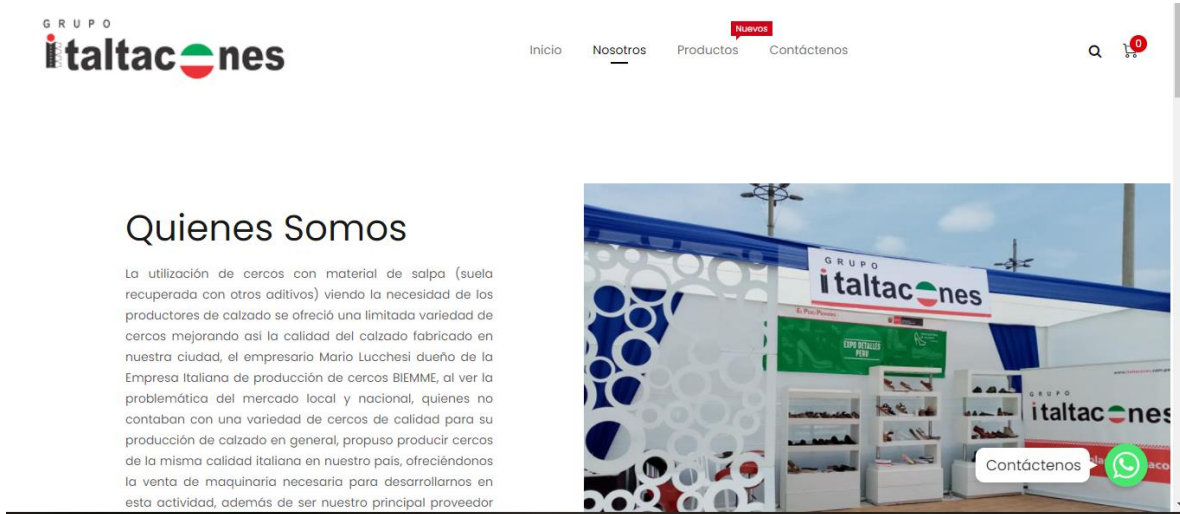 GRUPO
italtacones
Inicio
Nosotros
Productos
Nuevos
Contáctenos
0
Quienes Somos
La utilización de cercos con material de salpa (suela
recuperada con otros aditivos) viendo la necesidad de los
productores de calzado se ofreció una limitada variedad de
cercos mejorando así la calidad del calzado fabricado en
nuestra ciudad, el empresario Mario Lucchesi dueño de la
Empresa Italiana de producción de cercos BIEMME, al ver la
problemática del mercado local y nacional, quienes no
contaban con una variedad de cercos de calidad para su
producción de calzado en general, propuso producir cercos
de la misma calidad italiana en nuestro país, ofreciéndonos
la venta de maquinaria necesaria para desarrollarnos en
esta actividad, además de ser nuestro principal proveedor
GRUPO
italtacones
EXPO DETALLES
PERU
GRUPO
italtacones
Contáctenos